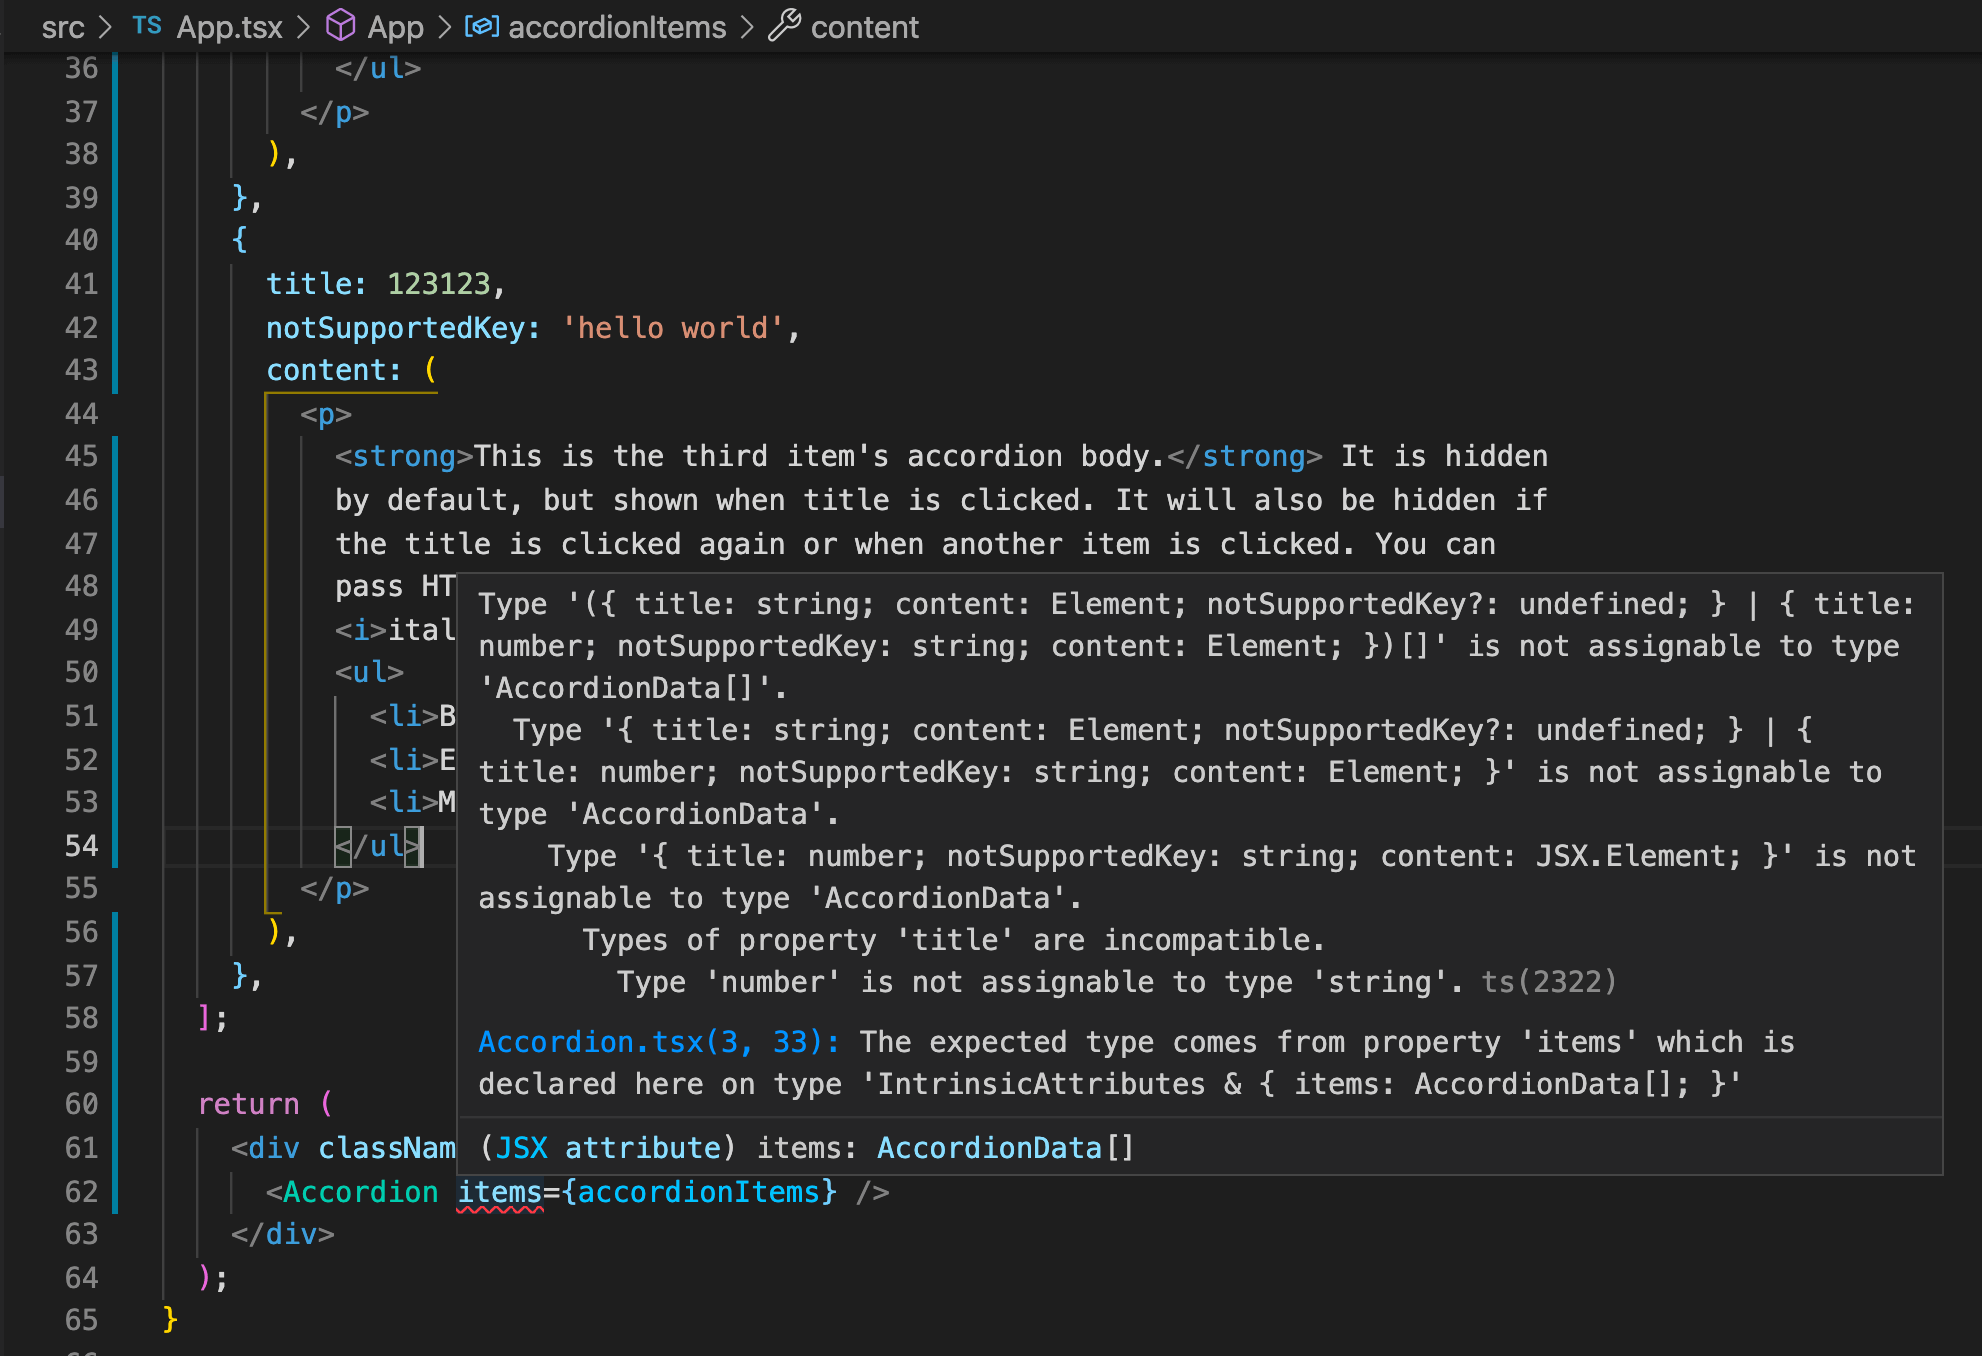 src > TS App.tsx > App > accordionItems > content
36 </ul>
37 </p>
38 ),
39 },
40 {
41 title: 123123,
42 notSupportedKey: 'hello world',
43 content: (
44 <p>
45 <strong>This is the third item's accordion body.</strong> It is hidden
46 by default, but shown when title is clicked. It will also be hidden if
47 the title is clicked again or when another item is clicked. You can
48 pass HT
49 <i>ital
50 <ul>
51 <li>B
52 <li>E
53 <li>M
54 </ul>
55 </p>
56 ),
57 },
58 ];
59
60 return (
61 <div classNam
62 <Accordion items={accordionItems} />
63 </div>
64 );
65 }
Type '({ title: string; content: Element; notSupportedKey?: undefined; } | { title:
number; notSupportedKey: string; content: Element; })[]' is not assignable to type
'AccordionData[]'.
Type '{ title: string; content: Element; notSupportedKey?: undefined; } | {
title: number; notSupportedKey: string; content: Element; }' is not assignable to
type 'AccordionData'.
Type '{ title: number; notSupportedKey: string; content: JSX.Element; }' is not
assignable to type 'AccordionData'.
Types of property 'title' are incompatible.
Type 'number' is not assignable to type 'string'. ts(2322)
Accordion.tsx(3, 33): The expected type comes from property 'items' which is
declared here on type 'IntrinsicAttributes & { items: AccordionData[]; }'
(JSX attribute) items: AccordionData[]